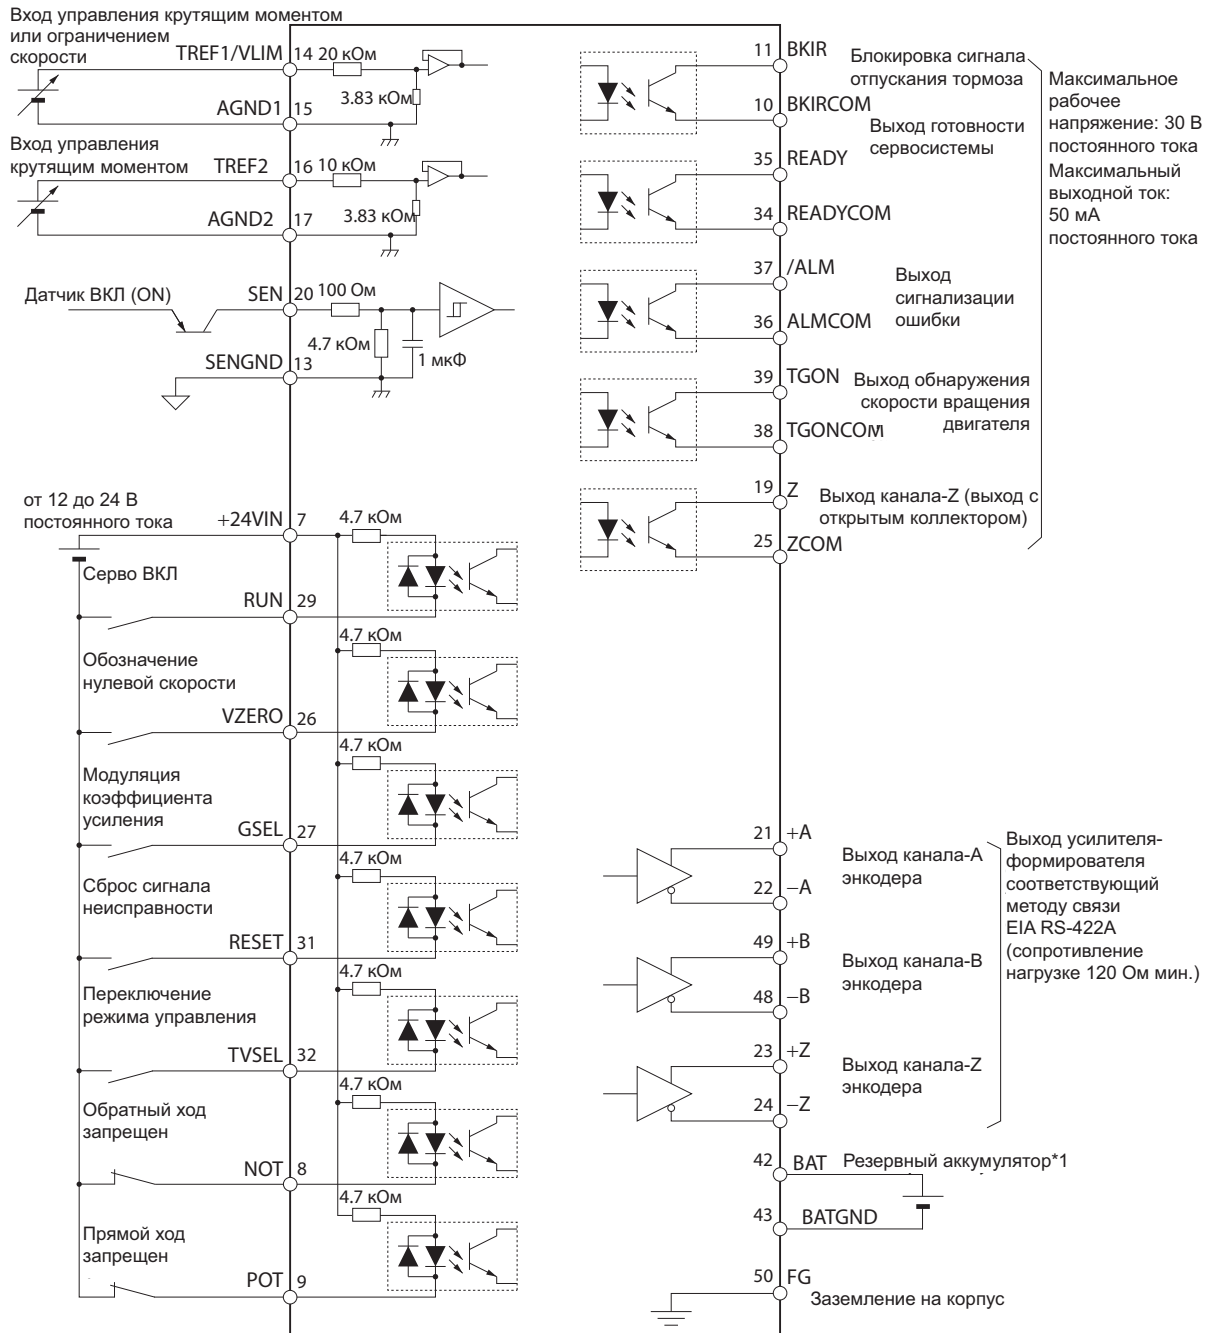 Вход управления крутящим моментом
или ограничением
скорости
TREF1/VLIM 14 20 кОм
3.83 кОм
AGND1 15
Вход управления
крутящим моментом
TREF2 16 10 кОм
3.83 кОм
AGND2 17
Датчик ВКЛ (ON)
SEN 20 100 Ом
4.7 кОм
1 мкФ
SENGND 13
от 12 до 24 В
постоянного тока
+24VIN 7
4.7 кОм
Серво ВКЛ
RUN 29
4.7 кОм
Обозначение
нулевой скорости
VZERO 26
4.7 кОм
Модуляция
коэффициента
усиления
GSEL 27
4.7 кОм
Сброс сигнала
неисправности
RESET 31
4.7 кОм
Переключение
режима управления
TVSEL 32
4.7 кОм
Обратный ход
запрещен
NOT 8
4.7 кОм
Прямой ход
запрещен
POT 9
11 BKIR
Блокировка сигнала
отпускания тормоза
10 BKIRCOM
Выход готовности
сервосистемы
35 READY
34 READYCOM
37 /ALM
Выход
сигнализации
ошибки
36 ALMCOM
39 TGON
Выход обнаружения
скорости вращения
двигателя
38 TGONCOM
19 Z
Выход канала-Z (выход с
открытым коллектором)
25 ZCOM
Максимальное
рабочее
напряжение: 30 В
постоянного тока
Максимальный
выходной ток:
50 мА
постоянного тока
21 +A
Выход канала-A
энкодера
22 −A
49 +B
Выход канала-B
энкодера
48 −B
23 +Z
Выход канала-Z
энкодера
24 −Z
Выход усилителя-
формирователя
соответствующий
методу связи
EIA RS-422A
(сопротивление
нагрузке 120 Ом мин.)
42 BAT Резервный аккумулятор*1
43 BATGND
50 FG
Заземление на корпус